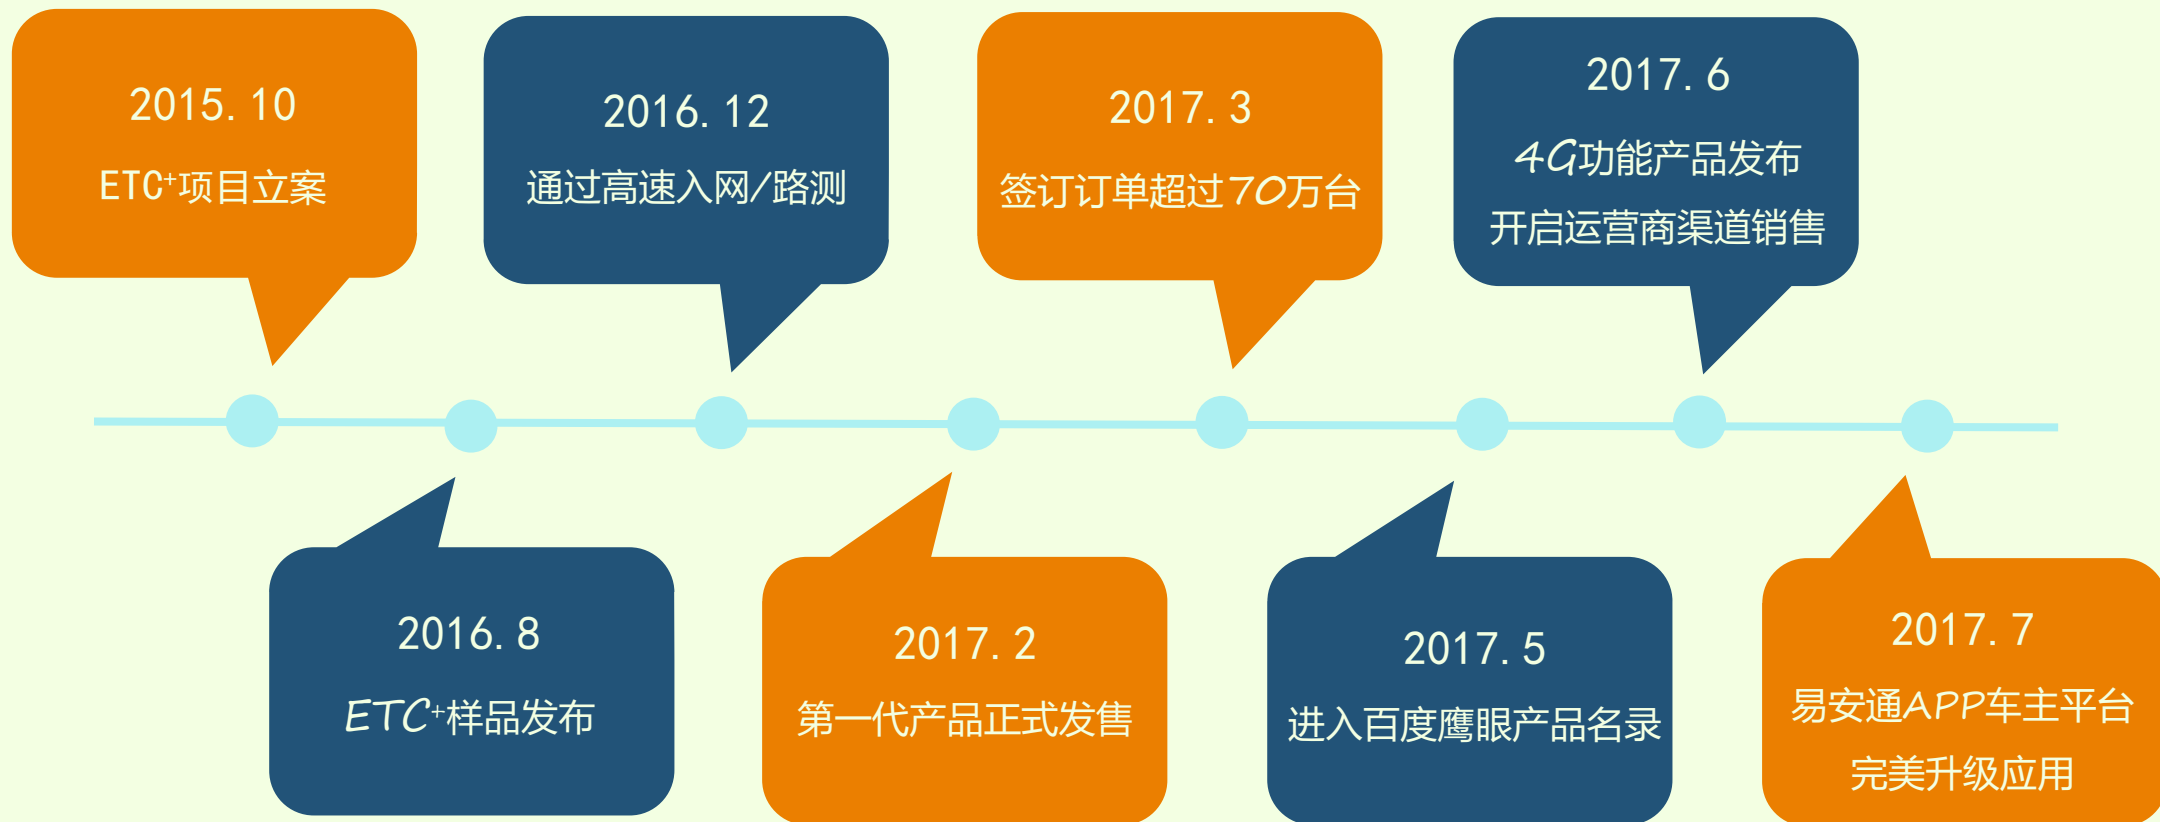 2015.10
ETC⁺项目立案
2016.12
通过高速入网/路测
2017.3
签订订单超过70万台
2017.6
4G功能产品发布
开启运营商渠道销售
2016.8
ETC⁺样品发布
2017.2
第一代产品正式发售
2017.5
进入百度鹰眼产品名录
2017.7
易安通APP车主平台
完美升级应用